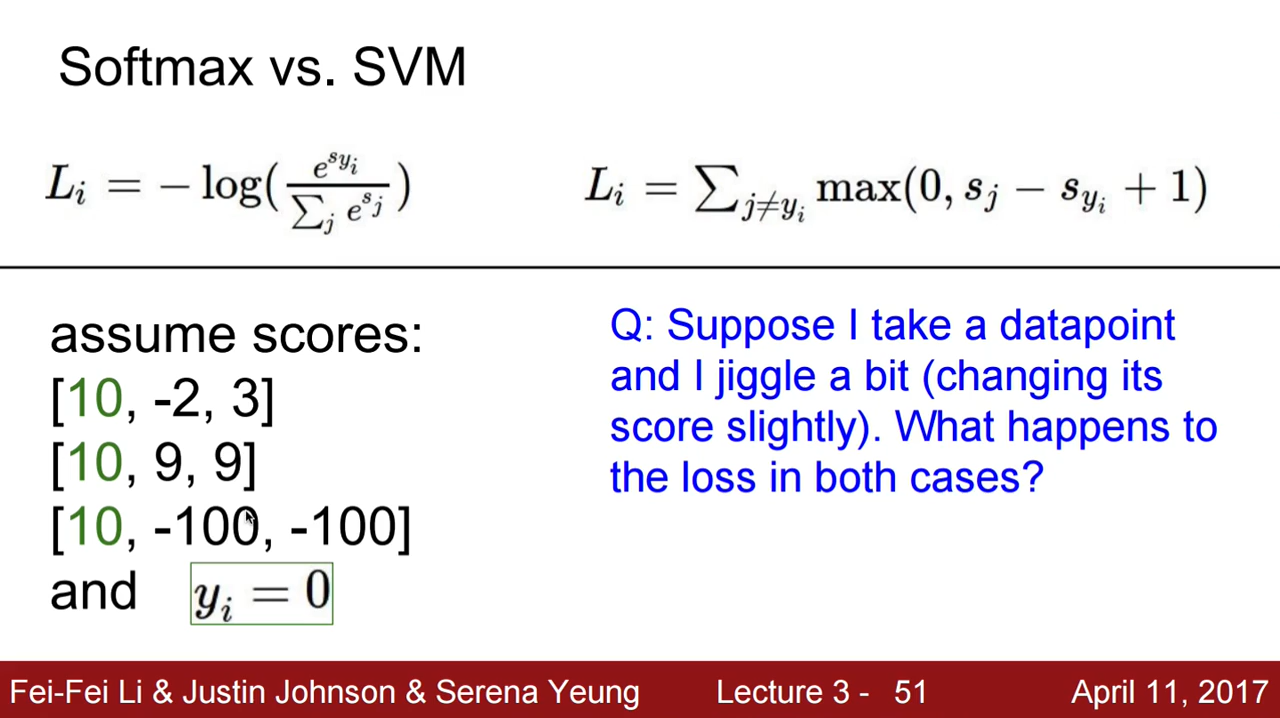 Softmax vs. SVM
L_i = − log( e^{s_{y_i}} / ∑_j e^{s_j} )
L_i = ∑_{j≠y_i} max(0, s_j − s_{y_i} + 1)
assume scores:
[10, -2, 3]
[10, 9, 9]
[10, -100, -100]
and y_i = 0
Q: Suppose I take a datapoint
and I jiggle a bit (changing its
score slightly). What happens to
the loss in both cases?
Fei-Fei Li & Justin Johnson & Serena Yeung Lecture 3 - 51 April 11, 2017